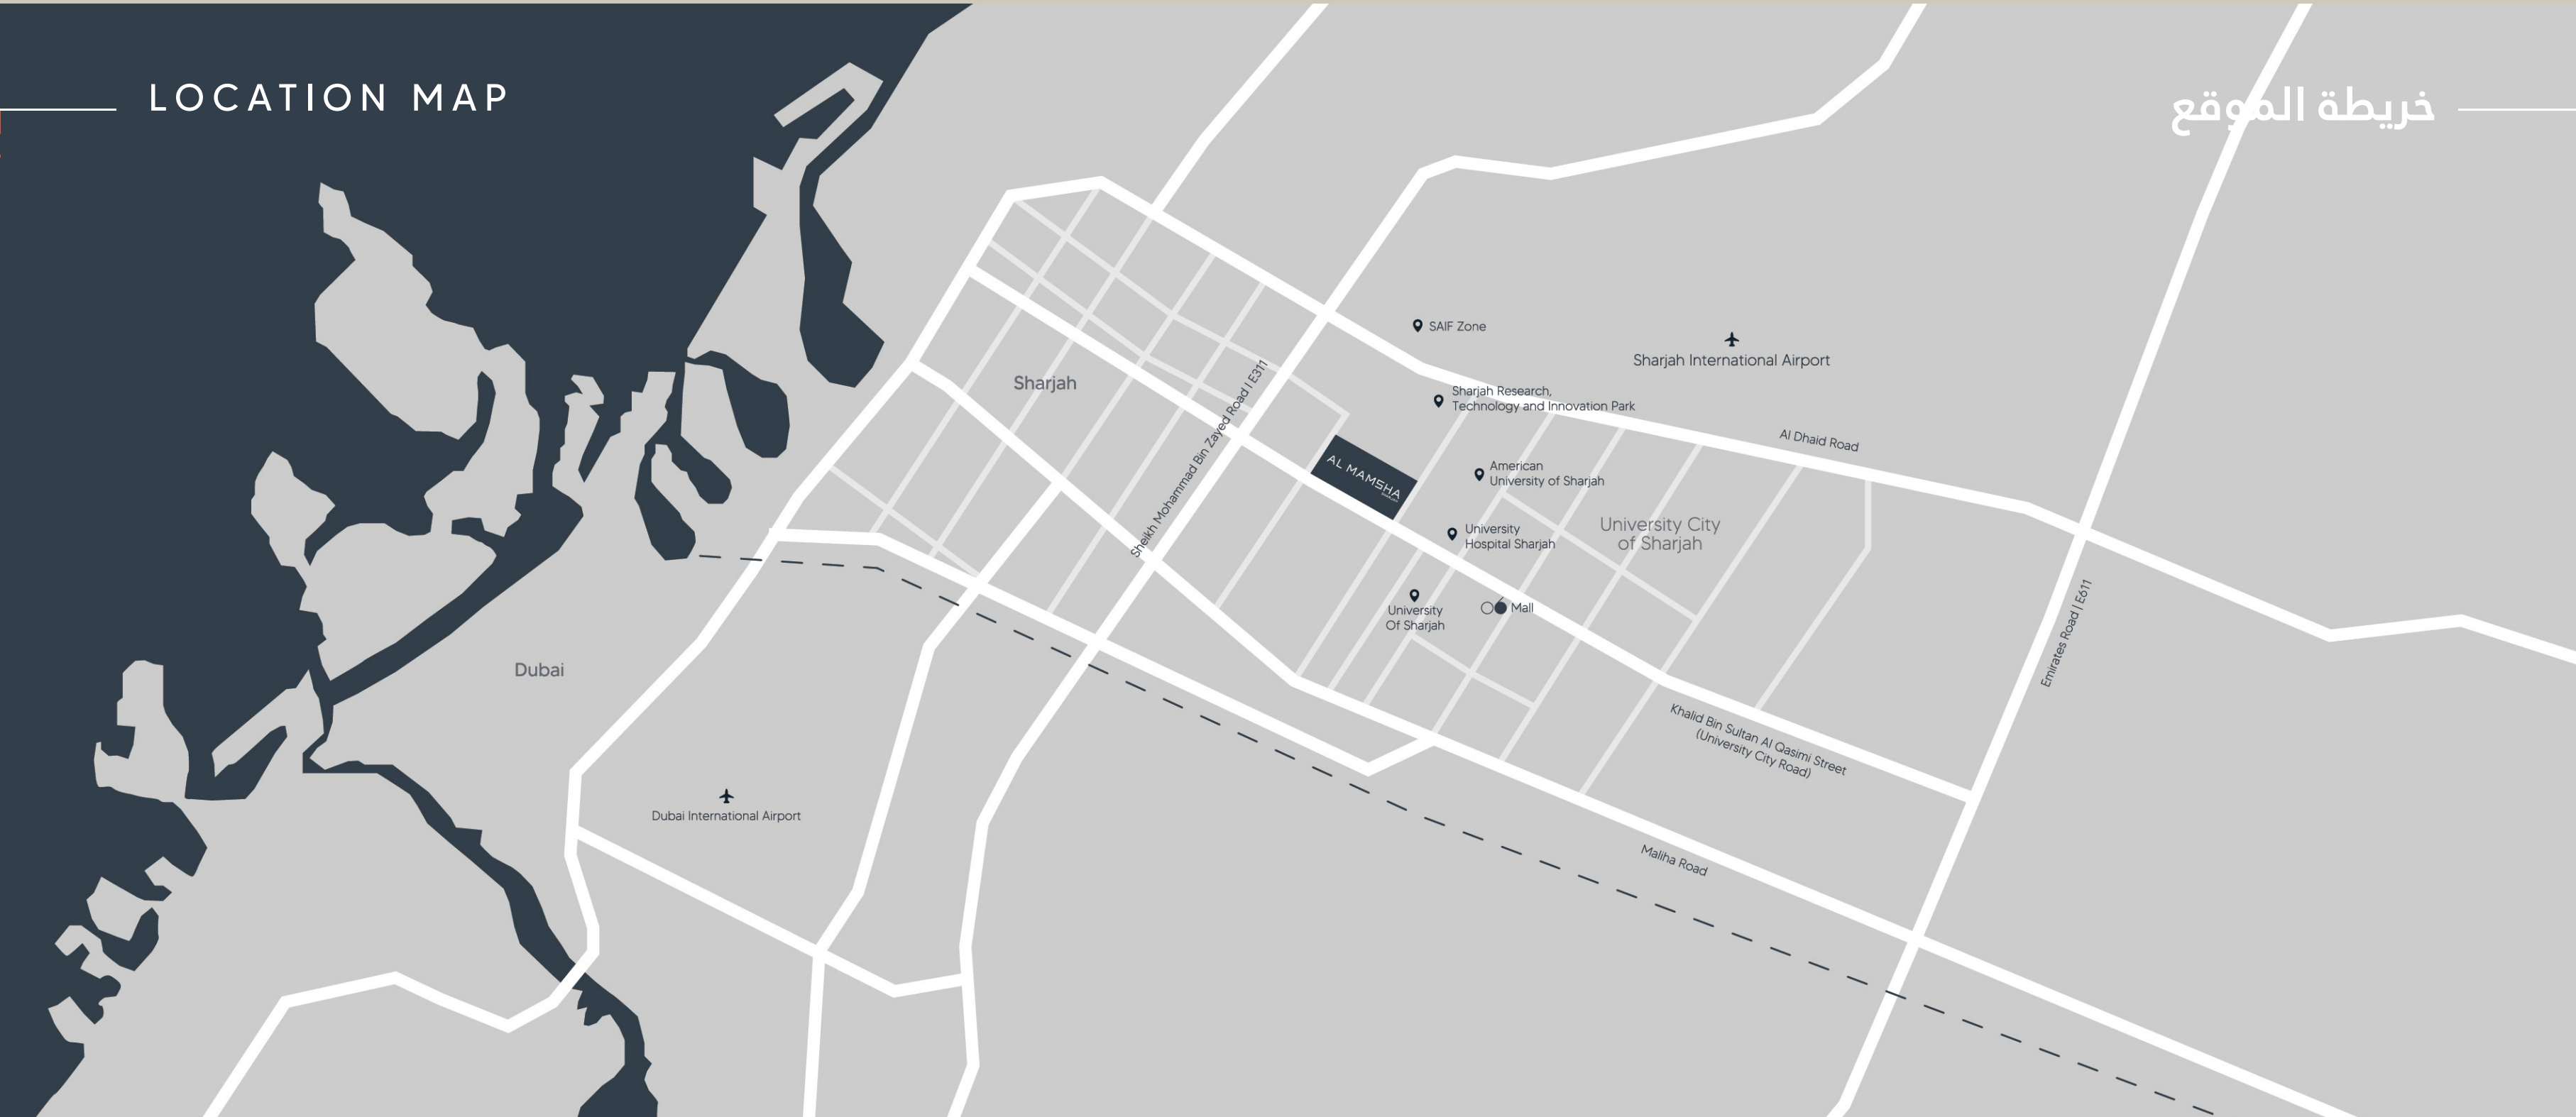 LOCATION MAP
خريطة الموقع
SAIF Zone
Sharjah International Airport
Sharjah
Sheikh Mohammad Bin Zayed Road | E311
Sharjah Research,
Technology and Innovation Park
Al Dhaid Road
AL MAMSHA
American
University of Sharjah
University City
of Sharjah
University
Hospital Sharjah
University
Of Sharjah
Mall
Emirates Road | E611
Dubai
Khalid Bin Sultan Al Qasimi Street
(University City Road)
Dubai International Airport
Maliha Road